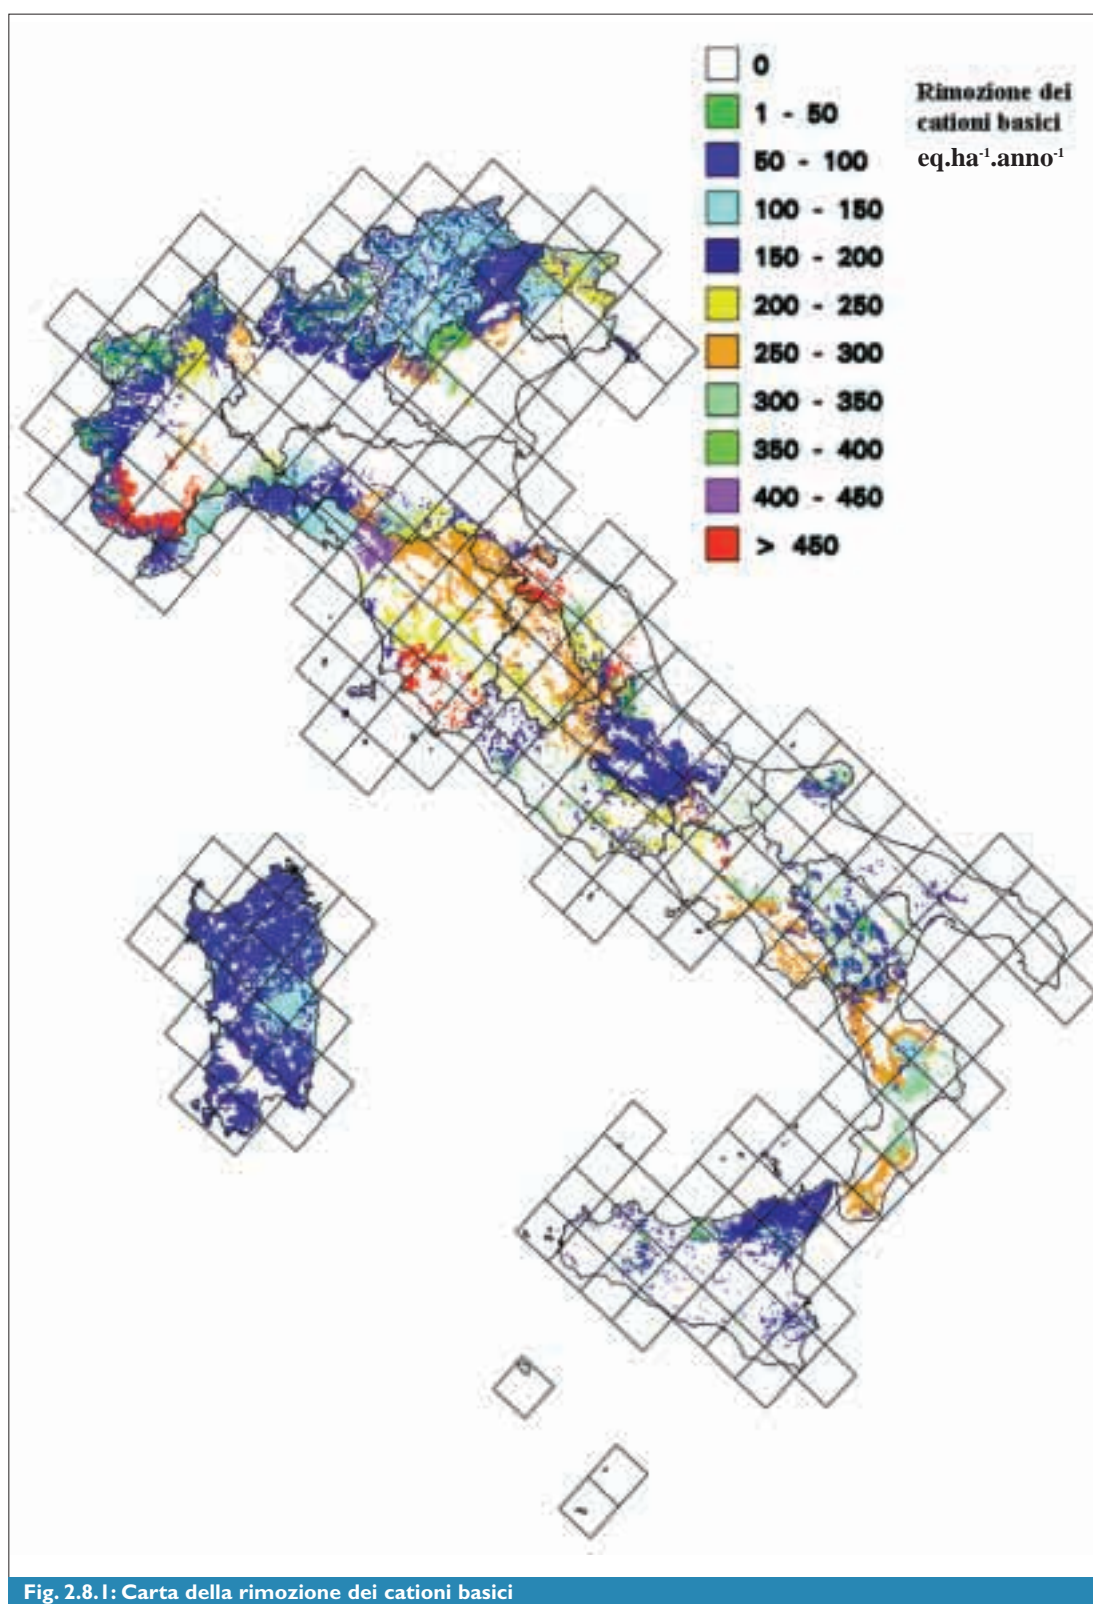 0
1 - 50
50 - 100
100 - 150
150 - 200
200 - 250
250 - 300
300 - 350
350 - 400
400 - 450
> 450
Rimozione dei
cationi basici
eq.ha⁻¹.anno⁻¹
Fig. 2.8.1: Carta della rimozione dei cationi basici